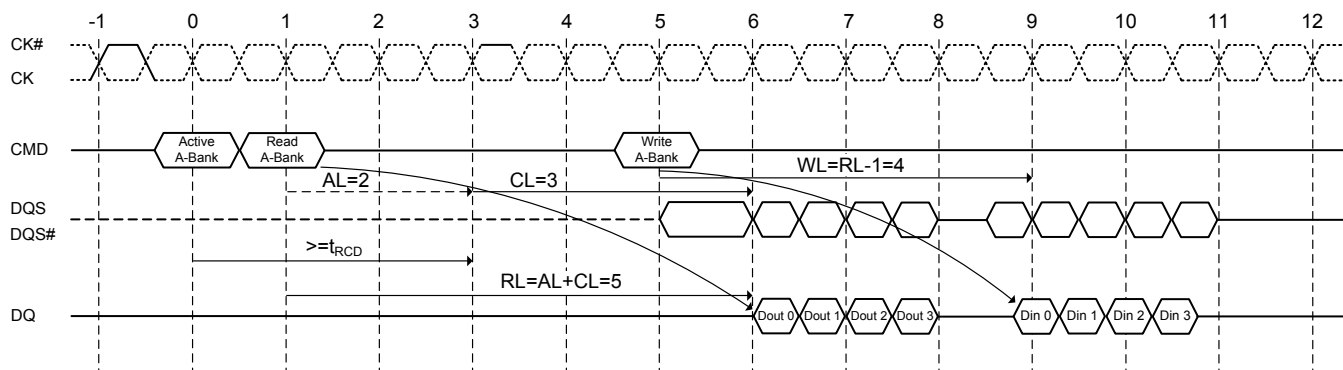 -1 0 1 2 3 4 5 6 7 8 9 10 11 12
CK#
CK
CMD
Active
A-Bank
Read
A-Bank
Write
A-Bank
WL=RL-1=4
AL=2
CL=3
DQS
DQS#
>=tRCD
RL=AL+CL=5
DQ
Dout 0 Dout 1 Dout 2 Dout 3 Din 0 Din 1 Din 2 Din 3